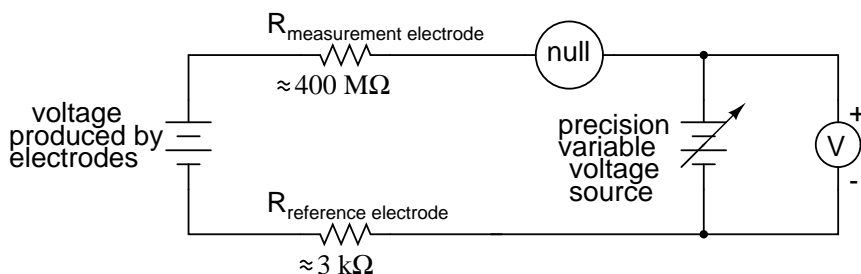 R measurement electrode
≈ 400 MΩ
null
voltage
produced by
electrodes
precision
variable
voltage
source
+
V
-
R reference electrode
≈ 3 kΩ